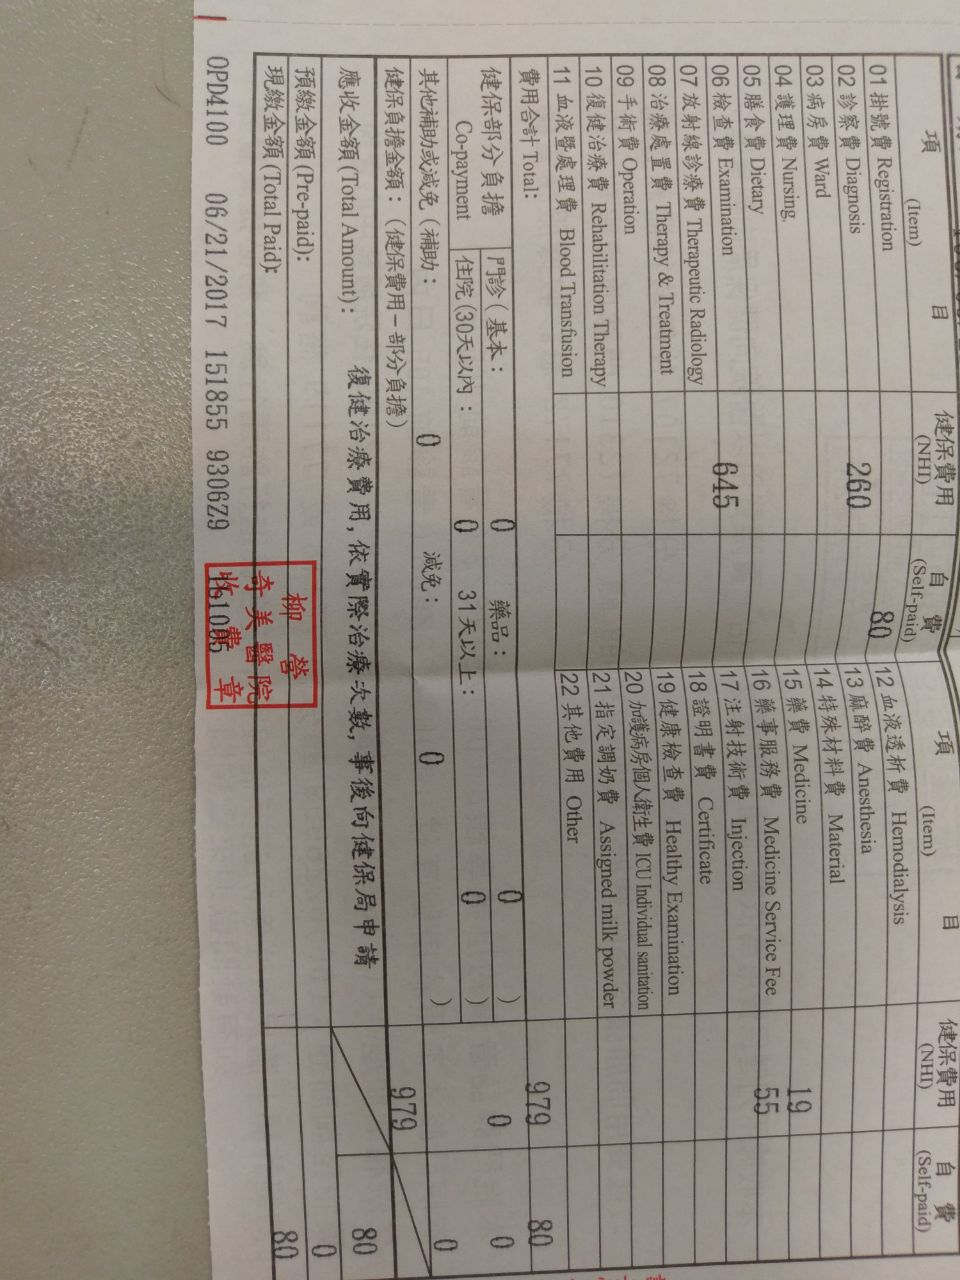 項 目 健保費用 自 費 項 目 健保費用 自 費
(Item) (NHI) (Self-paid) (Item) (NHI) (Self-paid)
01 掛號費 Registration 80 12 血液透析費 Hemodialysis
02 診察費 Diagnosis 260 13 麻醉費 Anesthesia
03 病房費 Ward 14 特殊材料費 Material
04 護理費 Nursing 15 藥費 Medicine 19
05 膳食費 Dietary 16 藥事服務費 Medicine Service Fee 55
06 檢查費 Examination 645 17 注射技術費 Injection
07 放射線診療費 Therapeutic Radiology 18 證明書費 Certificate
08 治療處置費 Therapy & Treatment 19 健康檢查費 Healthy Examination
09 手術費 Operation 20 加護病房個人衛生費 ICU Individual sanitation
10 復健治療費 Rehabilitation Therapy 21 指定調奶費 Assigned milk powder
11 血液暨處理費 Blood Transfusion 22 其他費用 Other
費用合計 Total: 979 80
健保部分負擔 門診(基本: 0 藥品: 0 ) 0 0
Co-payment 住院(30天以內: 0 31天以上: 0 )
其他補助或減免(補助: 0 減免: 0 ) 0
健保負擔金額:(健保費用-部分負擔) 979
應收金額(Total Amount): 復健治療費用,依實際治療次數,事後向健保局申請 80
預繳金額(Pre-paid): 0
現繳金額(Total Paid): 80
OPD4100 06/21/2017 151855 9306Z9
柳營
奇美醫院
收費章